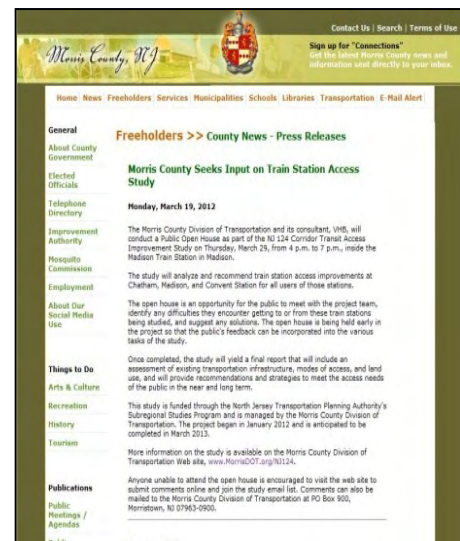 Contact Us | Search | Terms of Use
Morris County, NJ
Sign up for "Connections"
Get the latest Morris County news and
information sent directly to your inbox.
Home | News | Freeholders | Services | Municipalities | Schools | Libraries | Transportation | E-Mail Alert
General
About County
Government
Elected
Officials
Telephone
Directory
Improvement
Authority
Mosquito
Commission
Employment
About Our
Social Media
Use
Things to Do
Arts & Culture
Recreation
History
Tourism
Publications
Public
Meetings /
Agendas
Freeholders >> County News - Press Releases
Morris County Seeks Input on Train Station Access
Study
Monday, March 19, 2012
The Morris County Division of Transportation and its consultant, VHB, will
conduct a Public Open House as part of the NJ 124 Corridor Transit Access
Improvement Study on Thursday, March 29, from 4 p.m. to 7 p.m., inside the
Madison Train Station in Madison.
The study will analyze and recommend train station access improvements at
Chatham, Madison, and Convent Station for all users of those stations.
The open house is an opportunity for the public to meet with the project team,
identify any difficulties they encounter getting to or from these train stations
being studied, and suggest any solutions. The open house is being held early in
the project so that the public's feedback can be incorporated into the various
tasks of the study.
Once completed, the study will yield a final report that will include an
assessment of existing transportation infrastructure, modes of access, and land
use, and will provide recommendations and strategies to meet the access needs
of the public in the near and long term.
This study is funded through the North Jersey Transportation Planning Authority's
Subregional Studies Program and is managed by the Morris County Division of
Transportation. The project began in January 2012 and is anticipated to be
completed in March 2013.
More information on the study is available on the Morris County Division of
Transportation Web site, www.MorrisDOT.org/NJ124.
Anyone unable to attend the open house is encouraged to visit the web site to
submit comments online and join the study email list. Comments can also be
mailed to the Morris County Division of Transportation at PO Box 900,
Morristown, NJ 07963-0900.